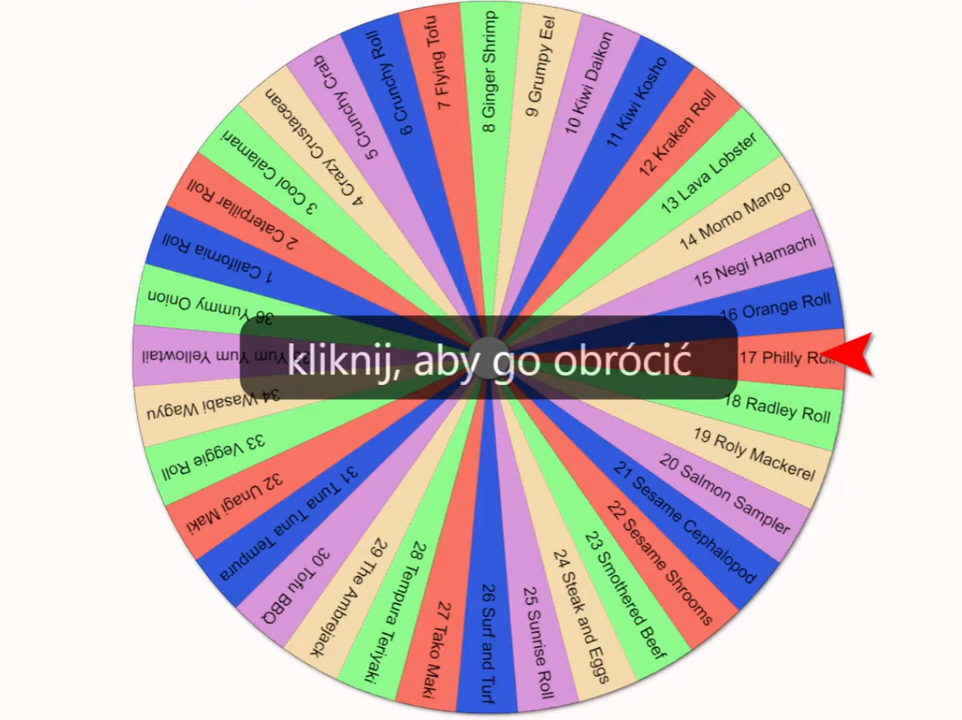 1 California Roll
2 Caterpillar Roll
3 Cool Calamari
4 Crazy Crustacean
5 Crunchy Crab
6 Crunchy Roll
7 Flying Tofu
8 Ginger Shrimp
9 Grumpy Eel
10 Kiwi Daikon
11 Kiwi Kosho
12 Kraken Roll
13 Lava Lobster
14 Momo Mango
15 Negi Hamachi
16 Orange Roll
17 Philly Roll
18 Radley Roll
19 Roly Mackerel
20 Salmon Sampler
21 Sesame Cephalopod
22 Sesame Shrooms
23 Smothered Beef
24 Steak and Eggs
25 Sunrise Roll
26 Surf and Turf
27 Tako Maki
28 Tempura Teriyaki
29 The Amberjack
30 Tofu BBQ
31 Tuna Tuna Tempura
32 Unagi Maki
33 Veggie Roll
34 Wasabi Wagyu
35 Yum Yum Yellowtail
36 Yummy Onion
kliknij, aby go obrócić